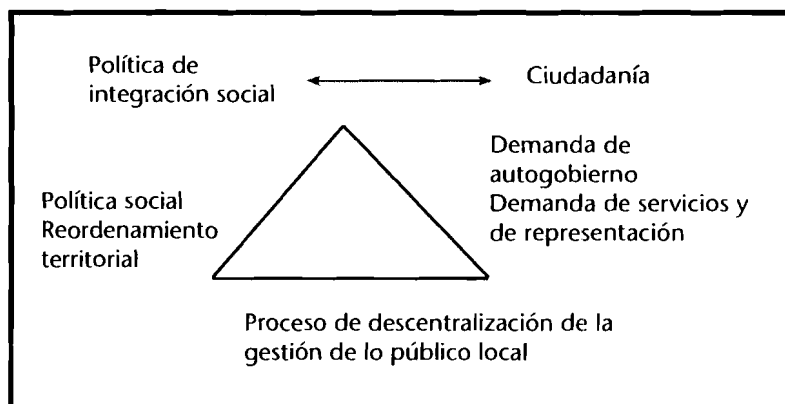 Política de
integración social
Ciudadanía
Demanda de
autogobierno
Demanda de servicios y
de representación
Política social
Reordenamiento
territorial
Proceso de descentralización de la
gestión de lo público local